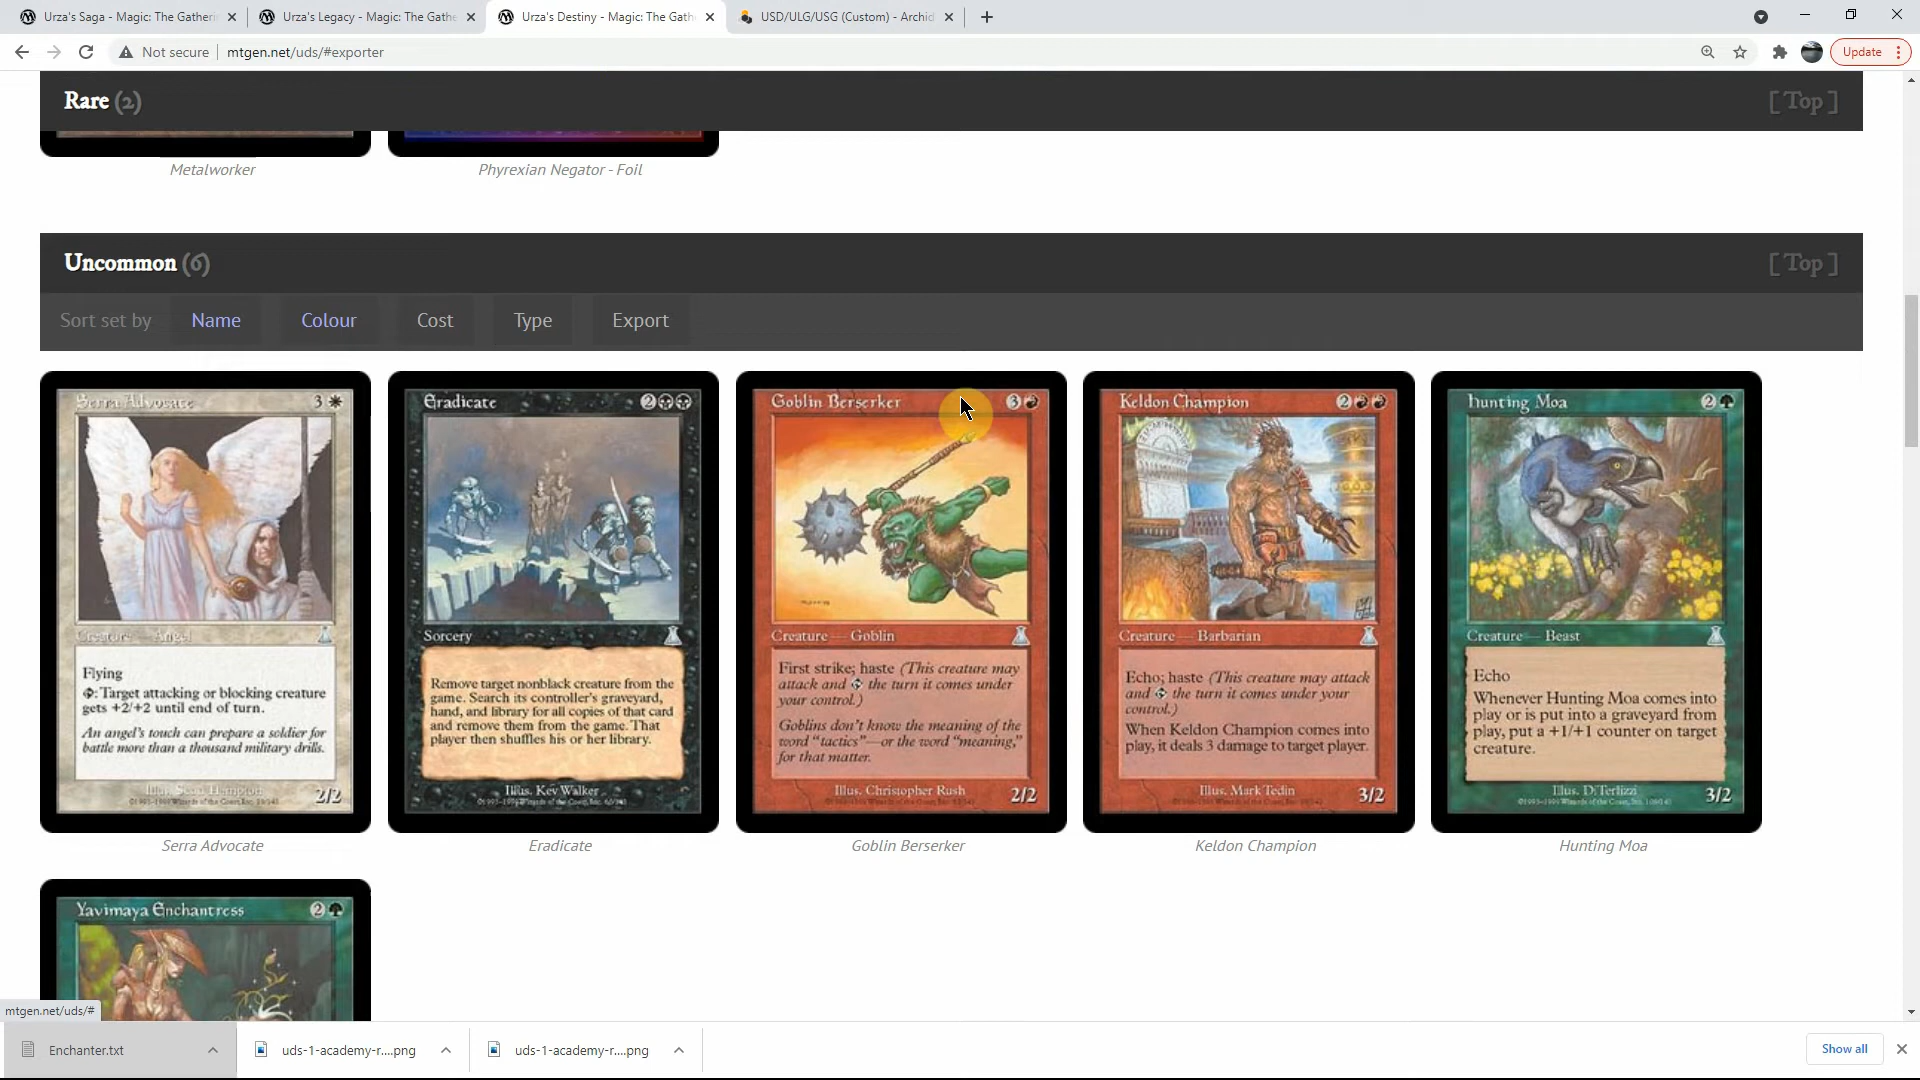 Urza's Saga - Magic: The Gatheri
Urza's Legacy - Magic: The Gathe
Urza's Destiny - Magic: The Gath
USD/ULG/USG (Custom) - Archid
Not secure
mtgen.net/uds/#exporter
Update
Rare (2)
[ Top ]
Metalworker
Phyrexian Negator - Foil
Uncommon (6)
[ Top ]
Sort set by
Name
Colour
Cost
Type
Export
Serra Advocate
3
Creature — Angel
Flying
: Target attacking or blocking creature
gets +2/+2 until end of turn.
An angel's touch can prepare a soldier for
battle more than a thousand military drills.
2/2
Serra Advocate
Eradicate
2
Sorcery
Remove target nonblack creature from the
game. Search its controller's graveyard,
hand, and library for all copies of that card
and remove them from the game. That
player then shuffles his or her library.
Illus. Kev Walker
Eradicate
Goblin Berserker
3
Creature — Goblin
First strike; haste (This creature may
attack and the turn it comes under
your control.)
Goblins don't know the meaning of the
word “tactics”—or the word “meaning,”
for that matter.
Illus. Christopher Rush
2/2
Goblin Berserker
Keldon Champion
2
Creature — Barbarian
Echo; haste (This creature may attack
and the turn it comes under your
control.)
When Keldon Champion comes into
play, it deals 3 damage to target player.
Illus. Mark Tedin
3/2
Keldon Champion
Hunting Moa
2
Creature — Beast
Echo
Whenever Hunting Moa comes into
play or is put into a graveyard from
play, put a +1/+1 counter on target
creature.
Illus. DiTerlizzi
3/2
Hunting Moa
Yavimaya Enchantress
2
mtgen.net/uds/#
Enchanter.txt
uds-1-academy-r....png
uds-1-academy-r....png
Show all